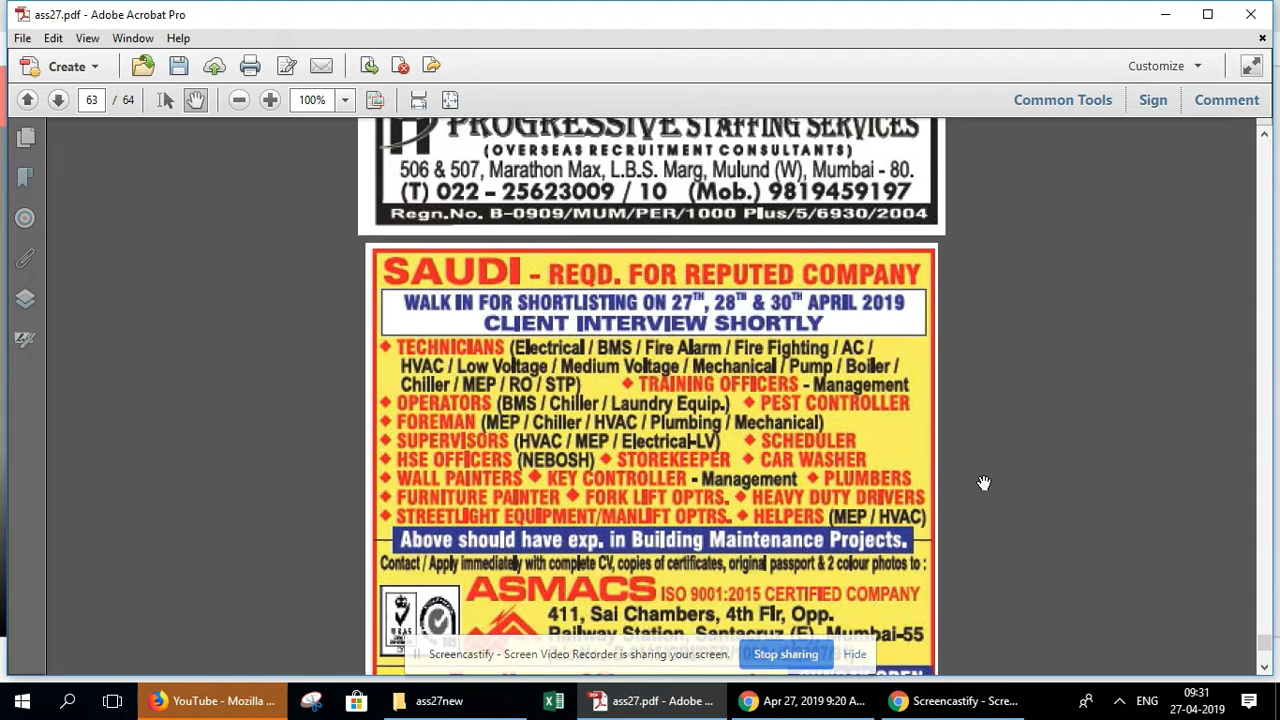 ass27.pdf - Adobe Acrobat Pro
File Edit View Window Help
Create
Customize
63 / 64
100%
Common Tools Sign Comment
PROGRESSIVE STAFFING SERVICES
(OVERSEAS RECRUITMENT CONSULTANTS)
506 & 507, Marathon Max, L.B.S. Marg, Mulund (W), Mumbai - 80.
(T) 022 - 25623009 / 10 (Mob.) 9819459197
Regn.No. B-0909/MUM/PER/1000 Plus/5/6930/2004
SAUDI - REQD. FOR REPUTED COMPANY
WALK IN FOR SHORTLISTING ON 27TH, 28TH & 30TH APRIL 2019
CLIENT INTERVIEW SHORTLY
TECHNICIANS (Electrical / BMS / Fire Alarm / Fire Fighting / AC /
HVAC / Low Voltage / Medium Voltage / Mechanical / Pump / Boiler /
Chiller / MEP / RO / STP) TRAINING OFFICERS - Management
OPERATORS (BMS / Chiller / Laundry Equip.) PEST CONTROLLER
FOREMAN (MEP / Chiller / HVAC / Plumbing / Mechanical)
SUPERVISORS (HVAC / MEP / Electrical-LV) SCHEDULER
HSE OFFICERS (NEBOSH) STOREKEEPER CAR WASHER
WALL PAINTERS KEY CONTROLLER - Management PLUMBERS
FURNITURE PAINTER FORK LIFT OPTRS. HEAVY DUTY DRIVERS
STREETLIGHT EQUIPMENT/MANLIFT OPTRS. HELPERS (MEP / HVAC)
Above should have exp. in Building Maintenance Projects.
Contact / Apply immediately with complete CV, copies of certificates, original passport & 2 colour photos to :
ASMACS ISO 9001:2015 CERTIFIED COMPANY
411, Sai Chambers, 4th Flr, Opp.
Railway Station, Santacruz (E), Mumbai-55
Screencastify - Screen Video Recorder is sharing your screen. Stop sharing Hide
YouTube - Mozilla ...
ass27new
ass27.pdf - Adobe ...
Apr 27, 2019 9:20 A...
Screencastify - Scre...
ENG
09:31
27-04-2019